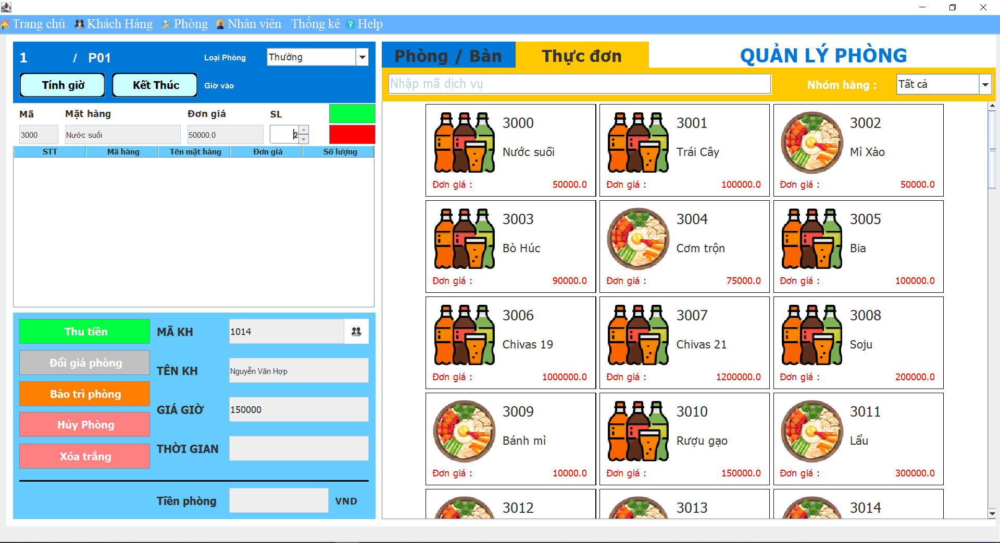 Trang chủ Khách Hàng Phòng Nhân viên Thống kê Help
1 / P01 Loại Phòng Thường
Tính giờ Kết Thúc Giờ vào
Mã Mặt hàng Đơn giá SL
3000 Nước suối 50000.0 2
STT Mã hàng Tên mặt hàng Đơn giá Số lượng
Thu tiền MÃ KH 1014
Đổi giá phòng
TÊN KH Nguyễn Văn Hợp
Bảo trì phòng
GIÁ GIỜ 150000
Hủy Phòng
THỜI GIAN
Xóa trắng
Tiền phòng VND
Phòng / Bàn Thực đơn QUẢN LÝ PHÒNG
Nhập mã dịch vụ Nhóm hàng : Tất cả
3000 3001 3002
Nước suối Trái Cây Mì Xào
Đơn giá : 50000.0 Đơn giá : 100000.0 Đơn giá : 50000.0
3003 3004 3005
Bò Húc Cơm trộn Bia
Đơn giá : 90000.0 Đơn giá : 75000.0 Đơn giá : 100000.0
3006 3007 3008
Chivas 19 Chivas 21 Soju
Đơn giá : 1000000.0 Đơn giá : 1200000.0 Đơn giá : 200000.0
3009 3010 3011
Bánh mì Rượu gạo Lẩu
Đơn giá : 10000.0 Đơn giá : 150000.0 Đơn giá : 300000.0
3012 3013 3014